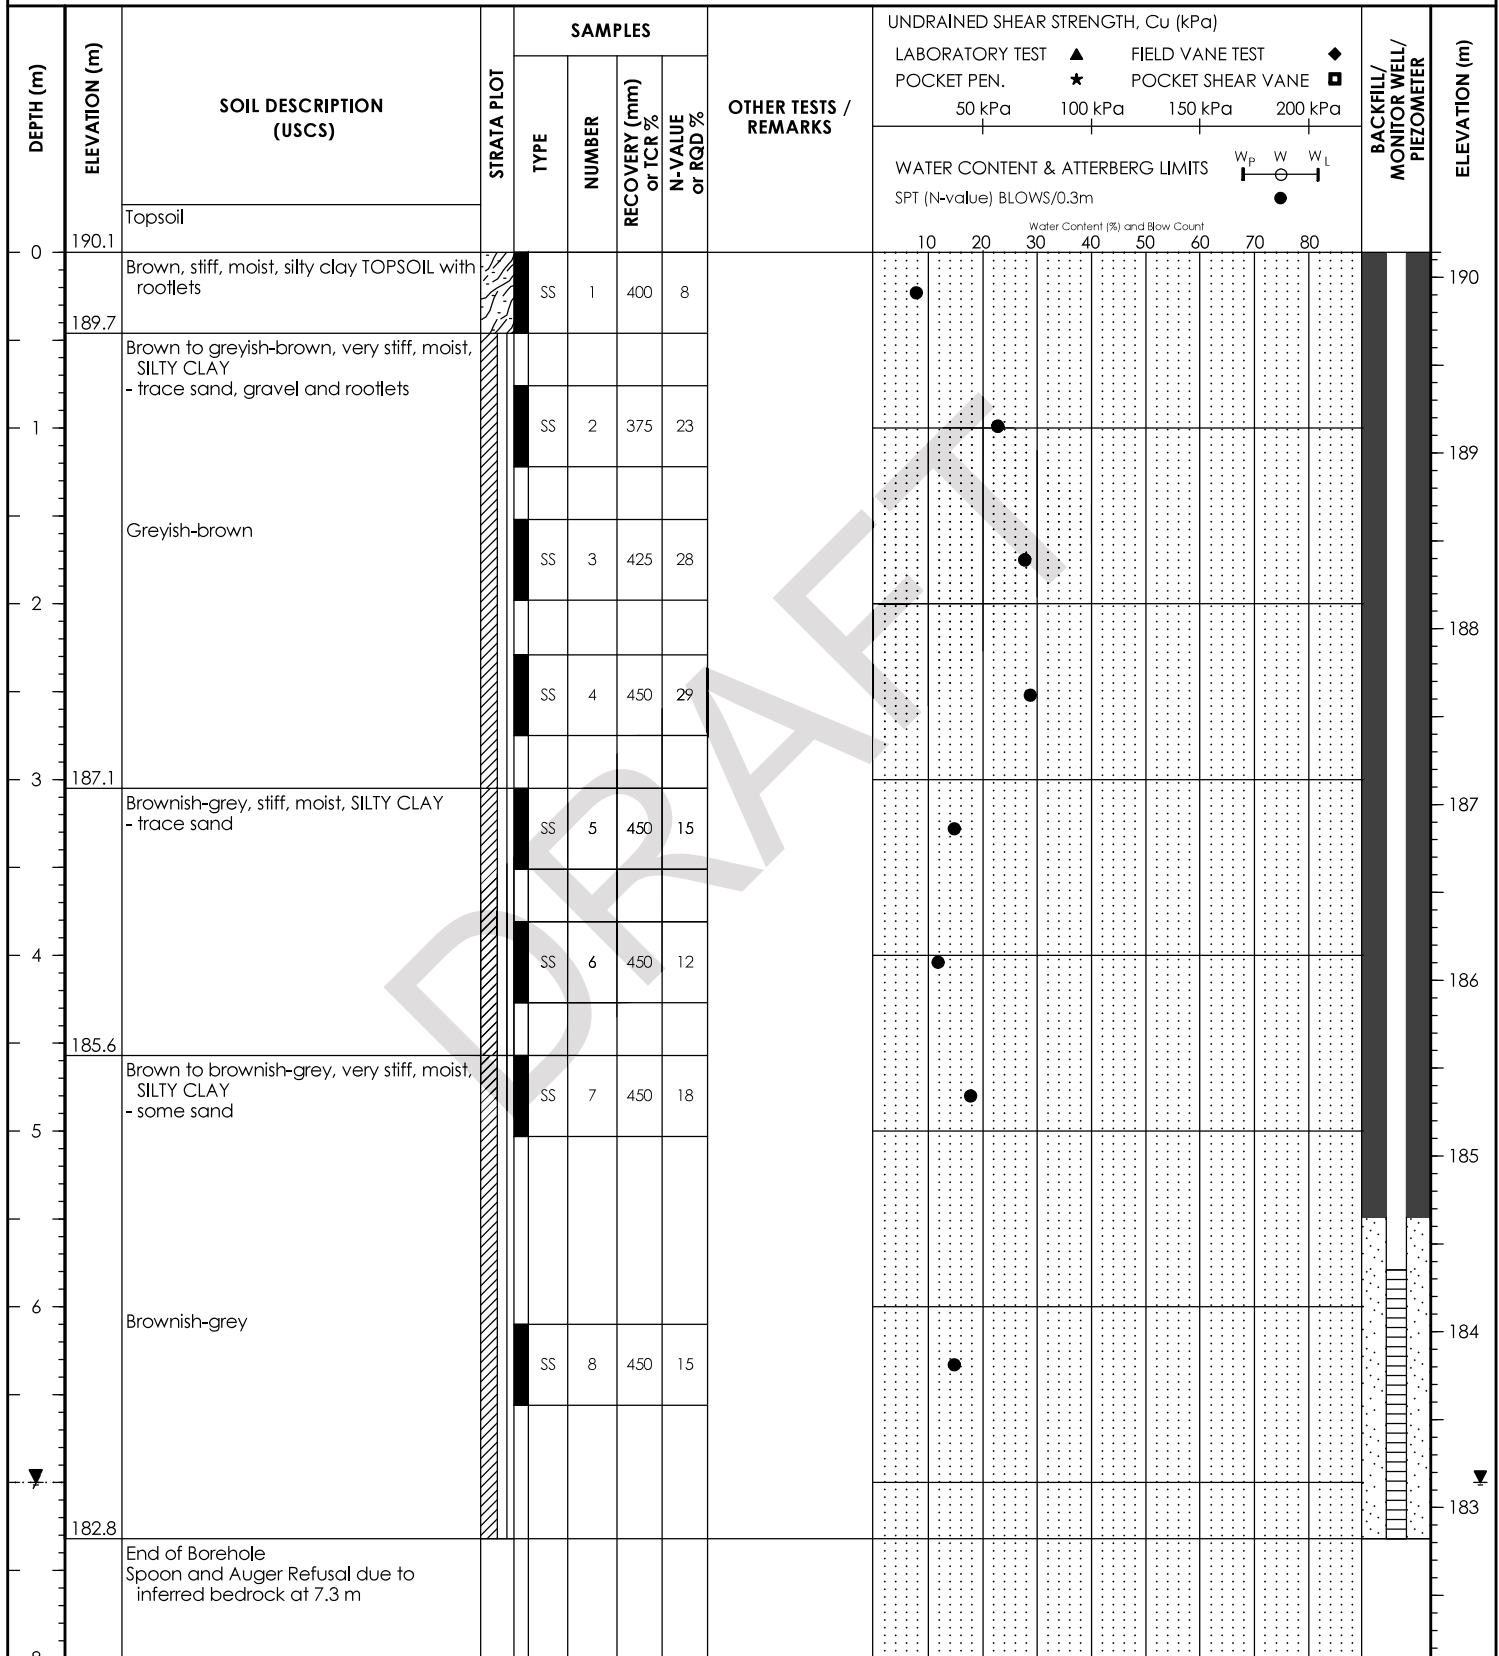 DEPTH (m)
ELEVATION (m)
SOIL DESCRIPTION
(USCS)
STRATA PLOT
SAMPLES
TYPE
NUMBER
RECOVERY (mm)
or TCR %
N-VALUE
or RQD %
OTHER TESTS /
REMARKS
UNDRAINED SHEAR STRENGTH, Cu (kPa)
LABORATORY TEST ▲ FIELD VANE TEST ◆
POCKET PEN. ★ POCKET SHEAR VANE
50 kPa 100 kPa 150 kPa 200 kPa
WATER CONTENT & ATTERBERG LIMITS
WP W WL
SPT (N-value) BLOWS/0.3m ●
Water Content (%) and Blow Count
10 20 30 40 50 60 70 80
BACKFILL/
MONITOR WELL/
PIEZOMETER
ELEVATION (m)
Topsoil
0 190.1
Brown, stiff, moist, silty clay TOPSOIL with
rootlets
SS 1 400 8
190
189.7
Brown to greyish-brown, very stiff, moist,
SILTY CLAY
- trace sand, gravel and rootlets
1
SS 2 375 23
189
Greyish-brown
SS 3 425 28
2
188
SS 4 450 29
3 187.1
Brownish-grey, stiff, moist, SILTY CLAY
- trace sand
SS 5 450 15
187
4
SS 6 450 12
186
185.6
Brown to brownish-grey, very stiff, moist,
SILTY CLAY
- some sand
SS 7 450 18
5
185
6
Brownish-grey
184
SS 8 450 15
7
183
182.8
End of Borehole
Spoon and Auger Refusal due to
inferred bedrock at 7.3 m
8
DRAFT